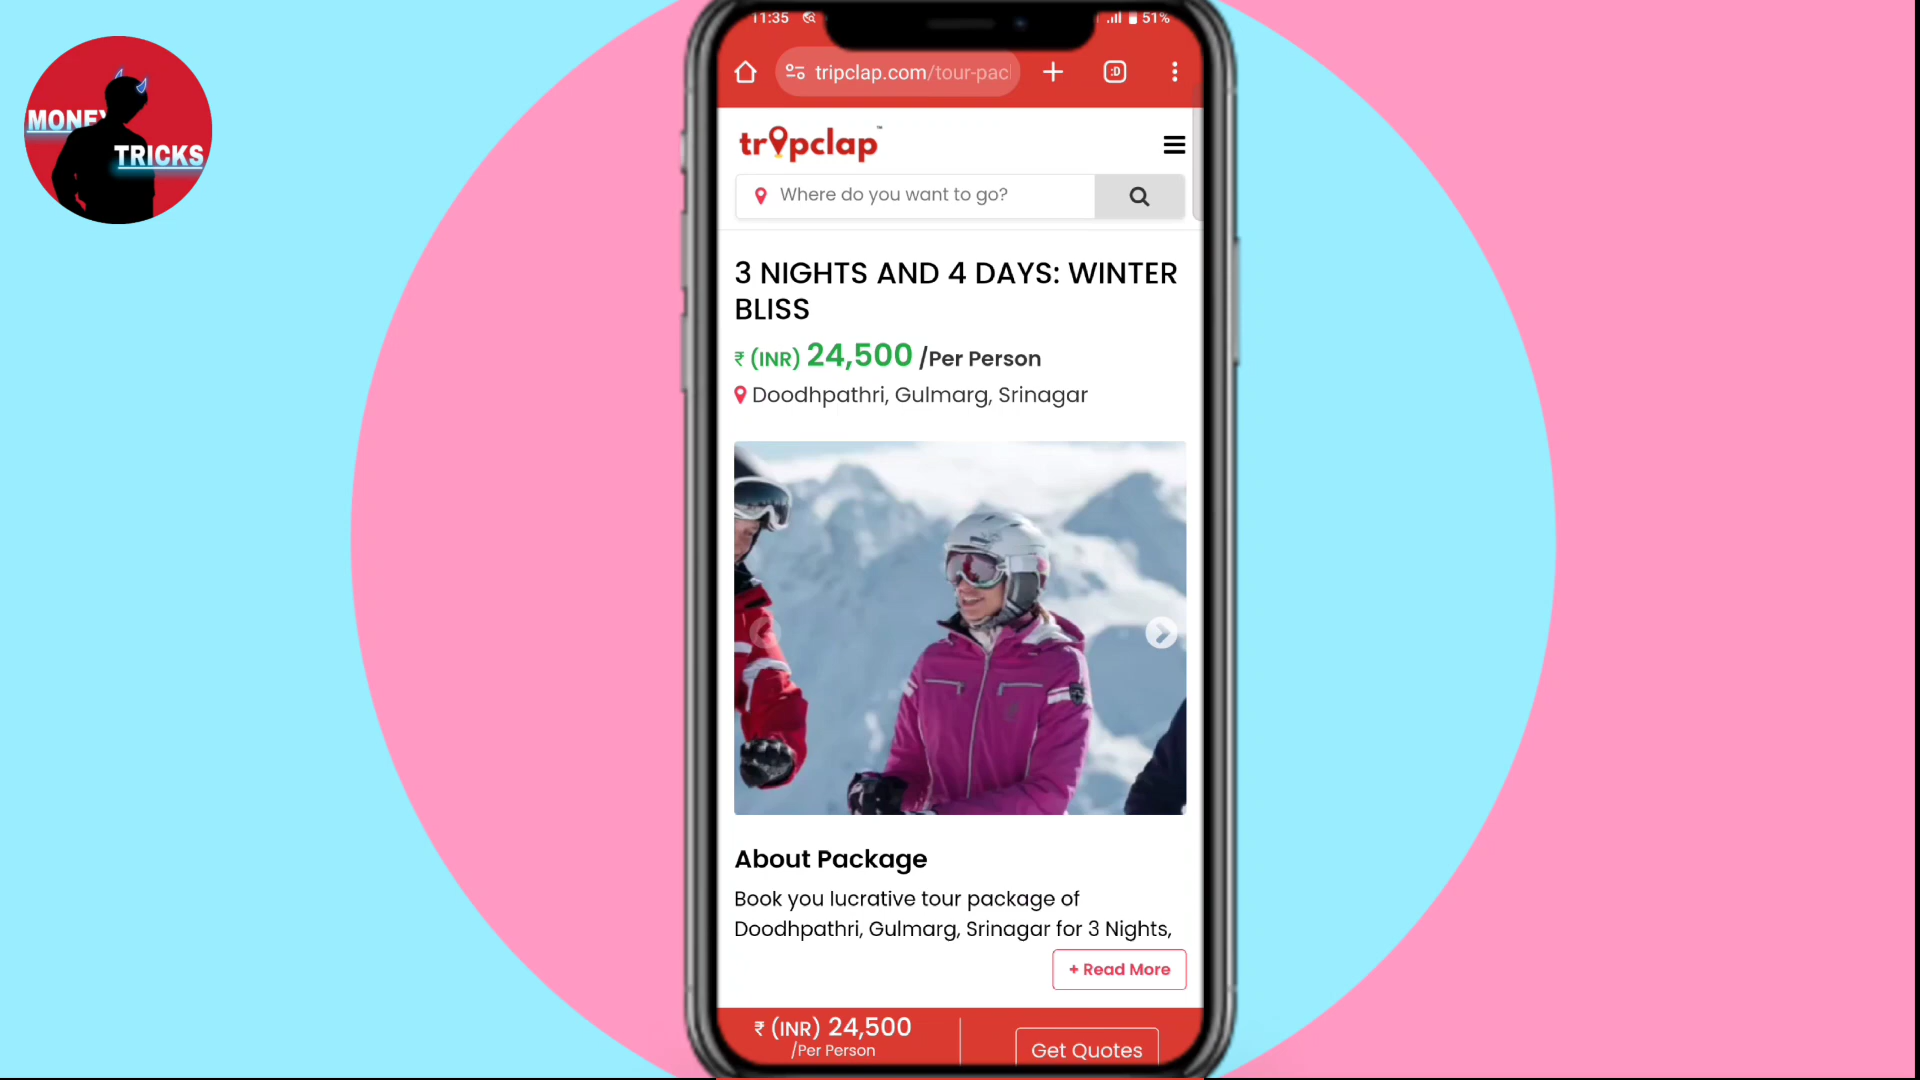 MONEY
TRICKS
11:35
51%
:D
tripclap.com/tour-pac
tripclap™
Where do you want to go?
3 NIGHTS AND 4 DAYS: WINTER
BLISS
₹ (INR) 24,500 /Per Person
Doodhpathri, Gulmarg, Srinagar
About Package
Book you lucrative tour package of
Doodhpathri, Gulmarg, Srinagar for 3 Nights,
+ Read More
₹ (INR) 24,500
/Per Person
Get Quotes